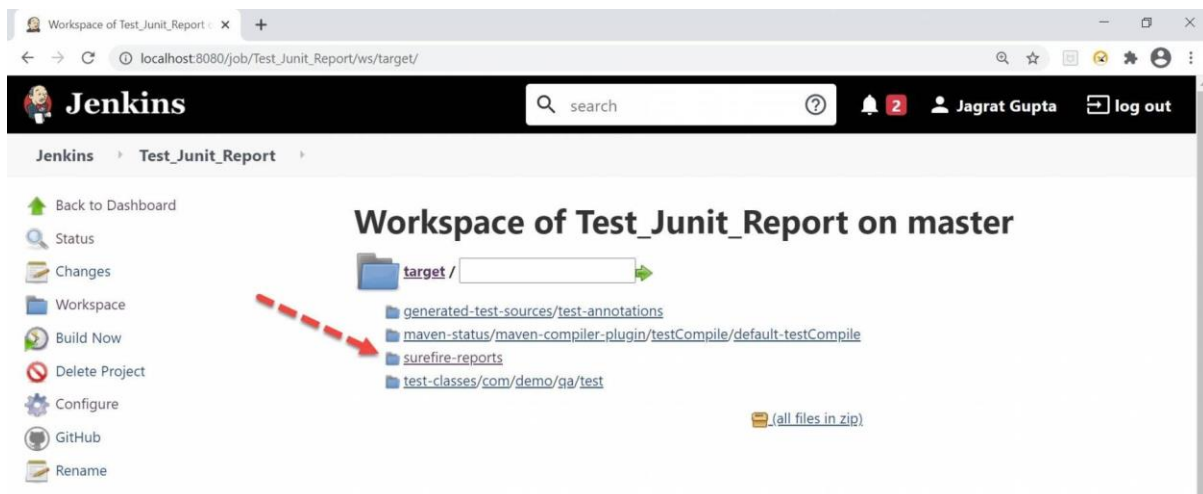 Workspace of Test_Junit_Report
localhost:8080/job/Test_Junit_Report/ws/target/
Jenkins
search
2
Jagrat Gupta
log out
Jenkins
Test_Junit_Report
Back to Dashboard
Status
Changes
Workspace
Build Now
Delete Project
Configure
GitHub
Rename
Workspace of Test_Junit_Report on master
target /
generated-test-sources/test-annotations
maven-status/maven-compiler-plugin/testCompile/default-testCompile
surefire-reports
test-classes/com/demo/qa/test
(all files in zip)